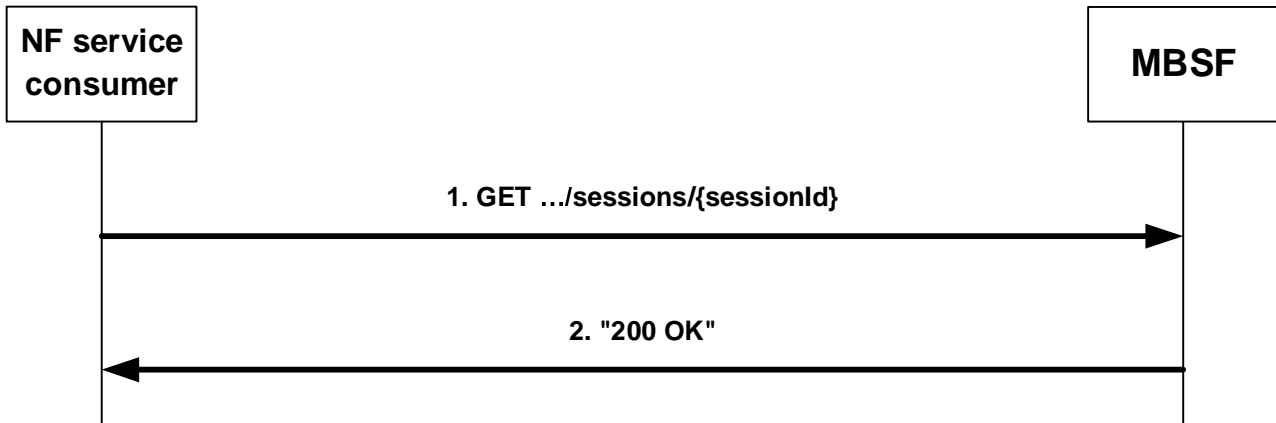 NF service
consumer
MBSF
1. GET …/sessions/{sessionId}
2. "200 OK"